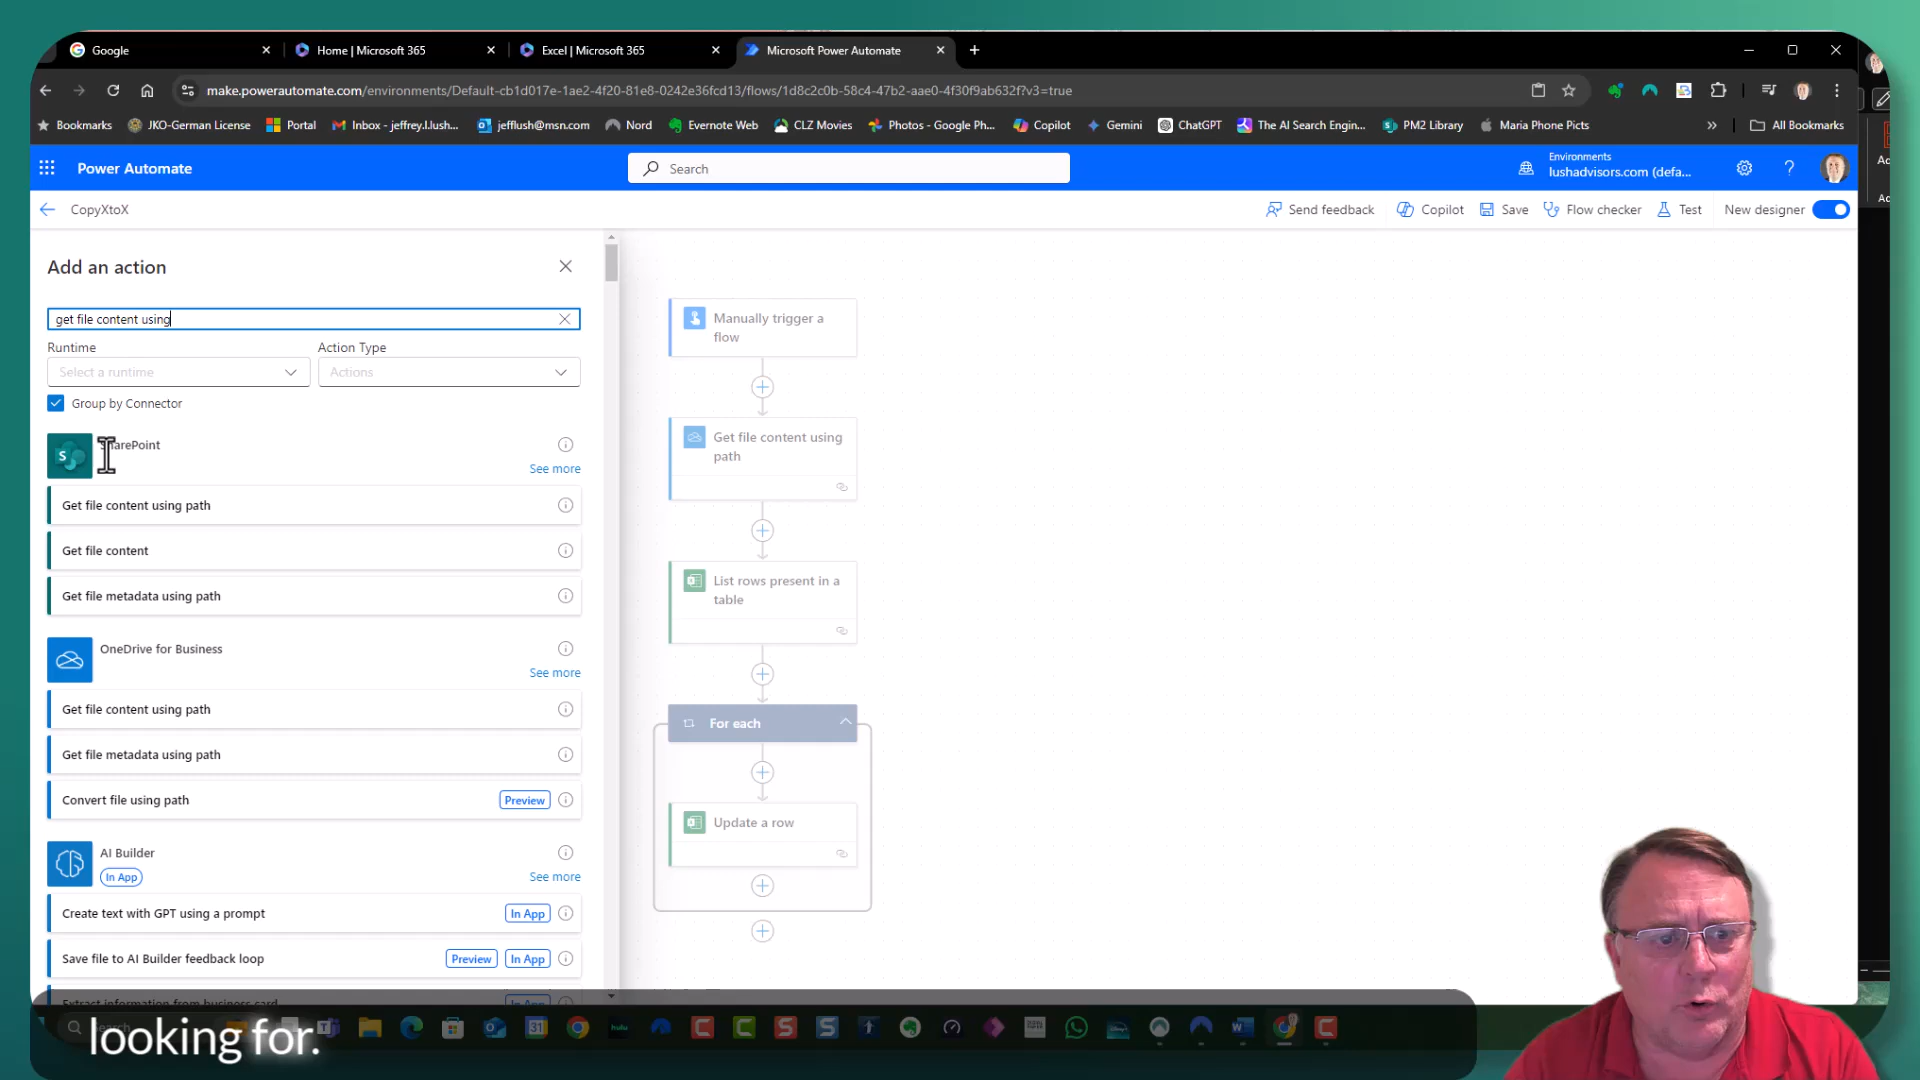 Google
Home | Microsoft 365
Excel | Microsoft 365
Microsoft Power Automate
make.powerautomate.com/environments/Default-cb1d017e-1ae2-4f20-81e8-0242e36fcd13/flows/1d8c2c0b-58c4-47b2-aae0-4f30f9ab632f?v3=true
Bookmarks
JKO-German License
Portal
Inbox - jeffrey.l.lush...
jefflush@msn.com
Nord
Evernote Web
CLZ Movies
Photos - Google Ph...
Copilot
Gemini
ChatGPT
The AI Search Engin...
PM2 Library
Maria Phone Picts
All Bookmarks
Power Automate
Search
Environments
lushadvisors.com (defa...
CopyXtoX
Send feedback
Copilot
Save
Flow checker
Test
New designer
Add an action
get file content using
Runtime
Action Type
Select a runtime
Actions
Group by Connector
SharePoint
See more
Get file content using path
Get file content
Get file metadata using path
OneDrive for Business
See more
Get file content using path
Get file metadata using path
Convert file using path
Preview
AI Builder
In App
See more
Create text with GPT using a prompt
In App
Save file to AI Builder feedback loop
Preview
In App
Extract information from business card
In App
Manually trigger a
flow
Get file content using
path
List rows present in a
table
For each
Update a row
looking for.